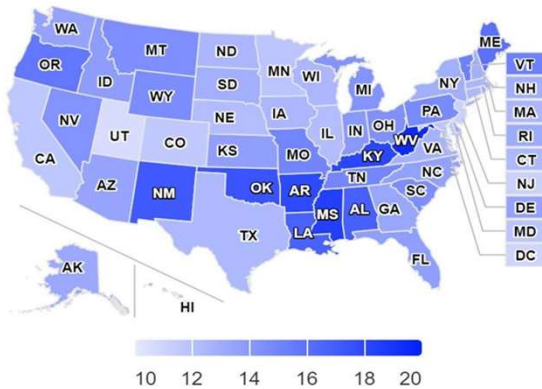 WA
OR
CA
NV
ID
MT
WY
UT
AZ
CO
NM
ND
SD
NE
KS
OK
TX
MN
IA
MO
AR
LA
WI
IL
MI
IN
OH
KY
TN
MS
AL
GA
FL
SC
NC
VA
WV
PA
NY
ME
VT
NH
MA
RI
CT
NJ
DE
MD
DC
AK
HI
10 12 14 16 18 20